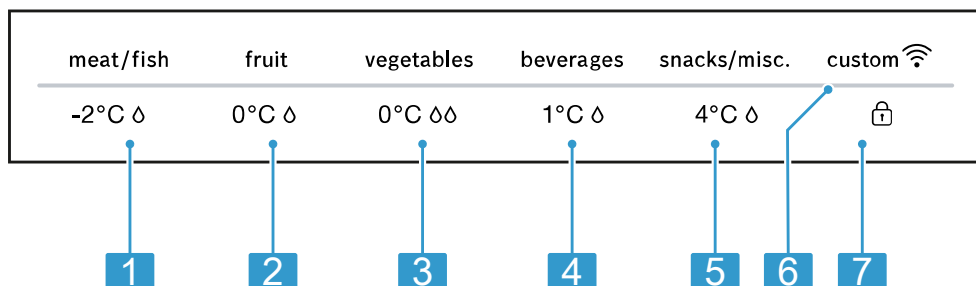 meat/fish fruit vegetables beverages snacks/misc. custom
-2°C 0°C 0°C 1°C 4°C
1 2 3 4 5 6 7